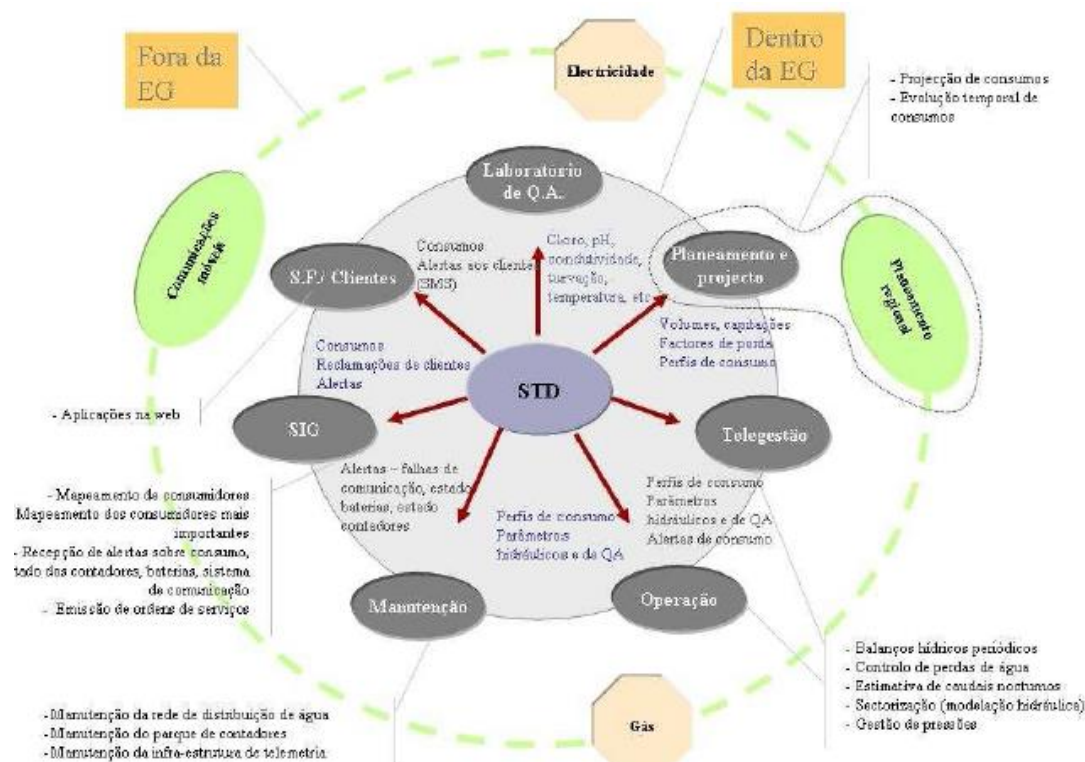 Fora da
EG
Electricidade
Dentro
da EG
- Projecção de consumos
- Evolução temporal de
consumos
Comunicações
móveis
Laboratório
de Q.A.
S.F./ Clientes
Consumos
Alertas aos clientes
(SMS)
Cloro, pH,
condutividade,
turvação,
temperatura, etc
Planeamento e
projecto
Planeamento
regional
Consumos
Reclamações de clientes
Alertas
Volumes, capitações
Factores de ponta
Perfis de consumo
STD
- Aplicações na web
SIG
Telegestão
Alertas – falhas de
comunicação, estado
baterias, estado
contadores
Perfis de consumo
Parâmetros
hidráulicos e de QA
Perfis de consumo
Parâmetros
hidráulicos e de QA
Alertas de consumo
- Mapeamento de consumidores
Mapeamento dos consumidores mais
importantes
- Recepção de alertas sobre consumo,
tado dos contadores, baterias, sistema
de comunicação
- Emissão de ordens de serviços
Manutenção
Operação
- Balanços hídricos periódicos
- Controlo de perdas de água
- Estimativa de caudais nocturnos
- Sectorização (modelação hidráulica)
- Gestão de pressões
Gás
- Manutenção da rede de distribuição de água
- Manutenção do parque de contadores
- Manutenção da infra-estrutura de telemetria